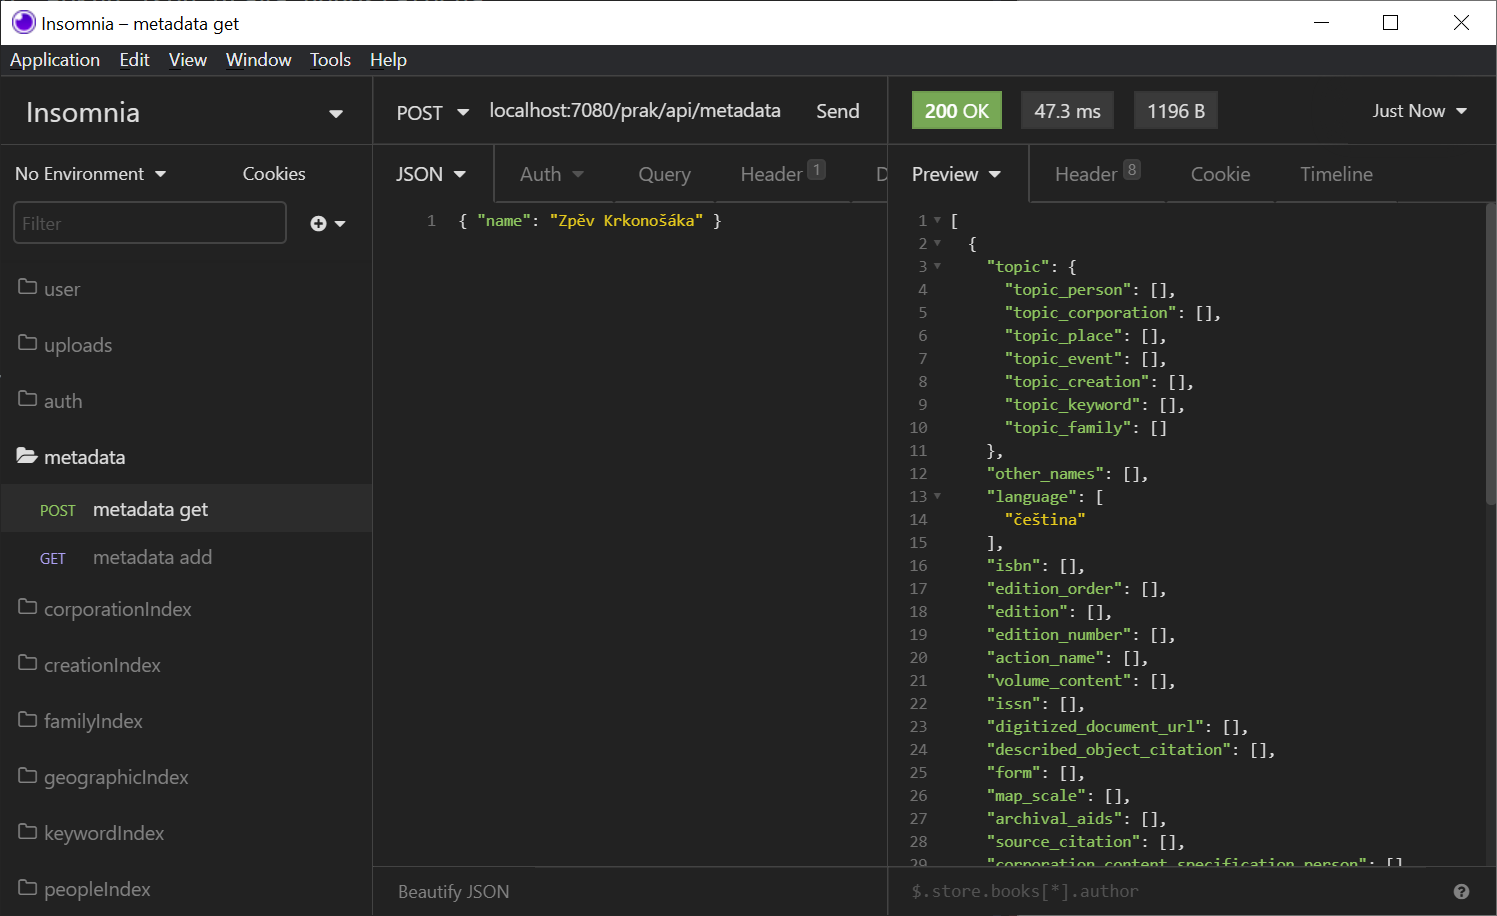 Insomnia – metadata get
Application Edit View Window Tools Help
Insomnia
POST localhost:7080/prak/api/metadata Send
200 OK 47.3 ms 1196 B Just Now
No Environment Cookies
JSON Auth Query Header 1 D
Preview Header 8 Cookie Timeline
Filter
user
uploads
auth
metadata
POST metadata get
GET metadata add
corporationIndex
creationIndex
familyIndex
geographicIndex
keywordIndex
peopleIndex
1 { "name": "Zpěv Krkonošáka" }
Beautify JSON
1 [
2 {
3 "topic": {
4 "topic_person": [],
5 "topic_corporation": [],
6 "topic_place": [],
7 "topic_event": [],
8 "topic_creation": [],
9 "topic_keyword": [],
10 "topic_family": []
11 },
12 "other_names": [],
13 "language": [
14 "čeština"
15 ],
16 "isbn": [],
17 "edition_order": [],
18 "edition": [],
19 "edition_number": [],
20 "action_name": [],
21 "volume_content": [],
22 "issn": [],
23 "digitized_document_url": [],
24 "described_object_citation": [],
25 "form": [],
26 "map_scale": [],
27 "archival_aids": [],
28 "source_citation": [],
29 "corporation_content_specification_person": []
$.store.books[*].author